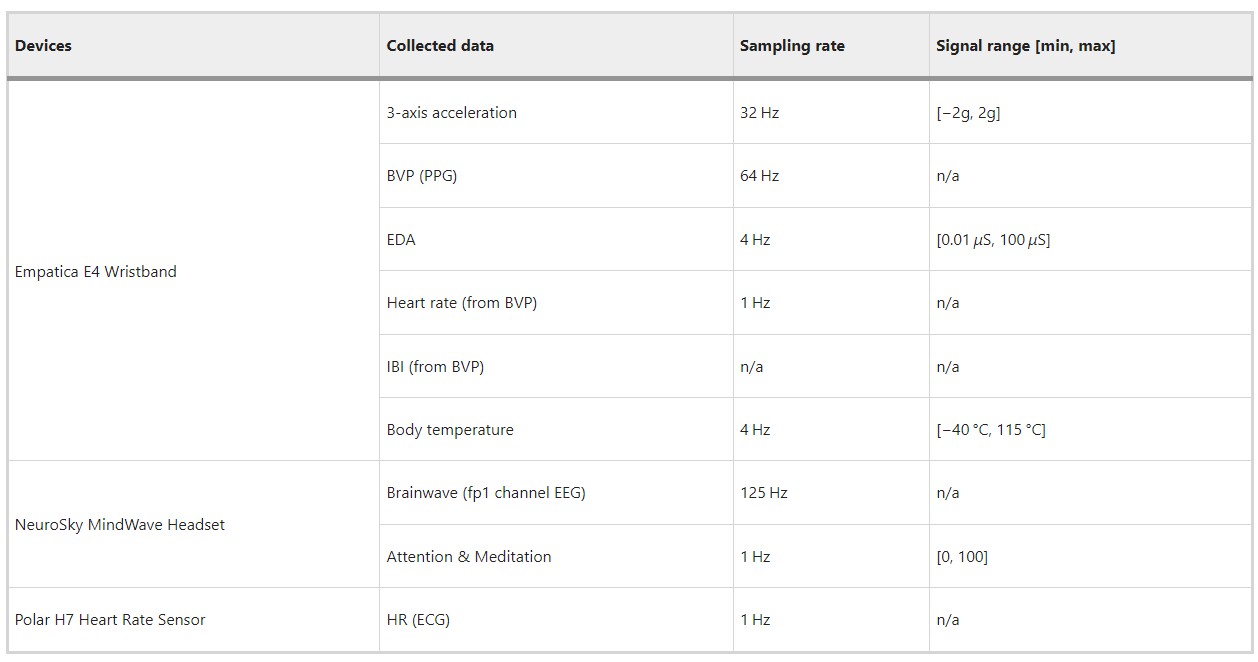 Devices Collected data Sampling rate Signal range [min, max]
3-axis acceleration 32 Hz [−2g, 2g]
BVP (PPG) 64 Hz n/a
EDA 4 Hz [0.01 μS, 100 μS]
Empatica E4 Wristband
Heart rate (from BVP) 1 Hz n/a
IBI (from BVP) n/a n/a
Body temperature 4 Hz [−40 °C, 115 °C]
Brainwave (fp1 channel EEG) 125 Hz n/a
NeuroSky MindWave Headset
Attention & Meditation 1 Hz [0, 100]
Polar H7 Heart Rate Sensor HR (ECG) 1 Hz n/a